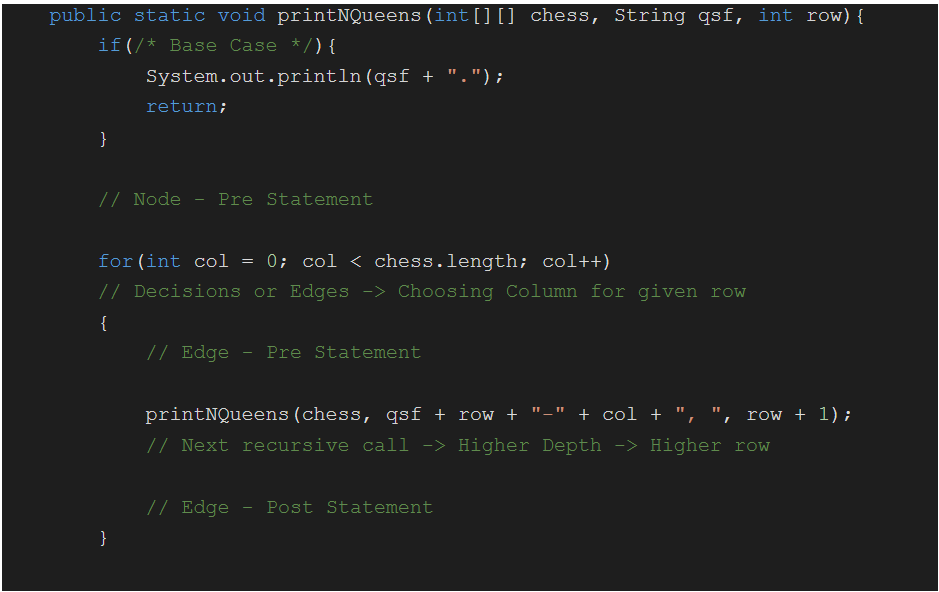 public static void printNQueens(int[][] chess, String qsf, int row){
if(/* Base Case */){
System.out.println(qsf + ".");
return;
}
// Node - Pre Statement
for(int col = 0; col < chess.length; col++)
// Decisions or Edges -> Choosing Column for given row
{
// Edge - Pre Statement
printNQueens(chess, qsf + row + "-" + col + ", ", row + 1);
// Next recursive call -> Higher Depth -> Higher row
// Edge - Post Statement
}